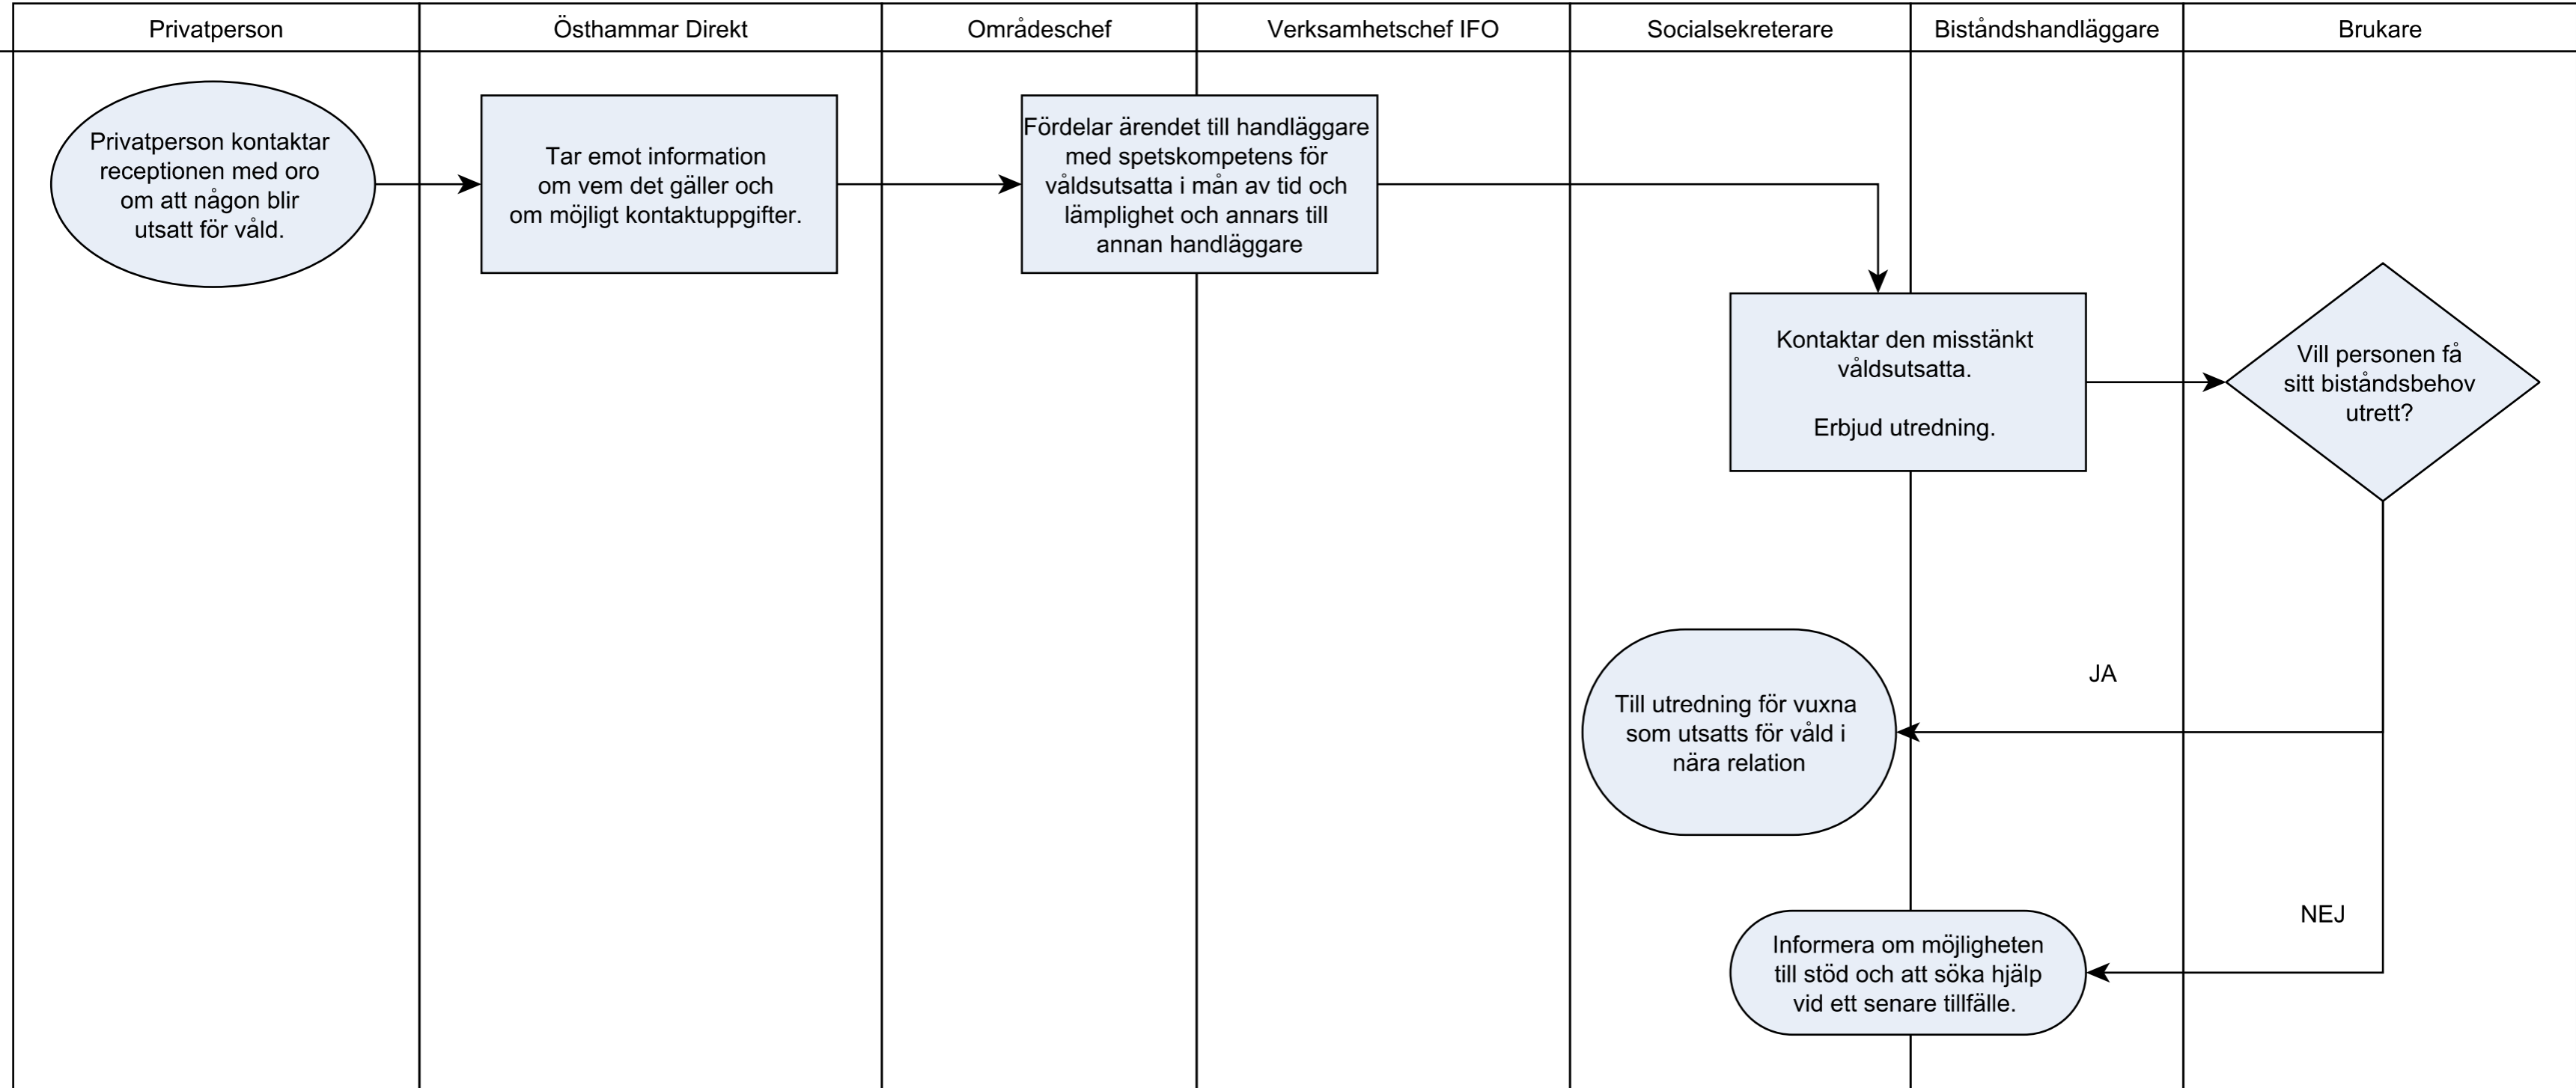 Privatperson
Östhammar Direkt
Områdeschef
Verksamhetschef IFO
Socialsekreterare
Biståndshandläggare
Brukare
Privatperson kontaktar
receptionen med oro
om att någon blir
utsatt för våld.
Tar emot information
om vem det gäller och
om möjligt kontaktuppgifter.
Fördelar ärendet till handläggare
med spetskompetens för
våldsutsatta i mån av tid och
lämplighet och annars till
annan handläggare
Kontaktar den misstänkt
våldsutsatta.
Erbjud utredning.
Vill personen få
sitt biståndsbehov
utrett?
JA
Till utredning för vuxna
som utsatts för våld i
nära relation
NEJ
Informera om möjligheten
till stöd och att söka hjälp
vid ett senare tillfälle.